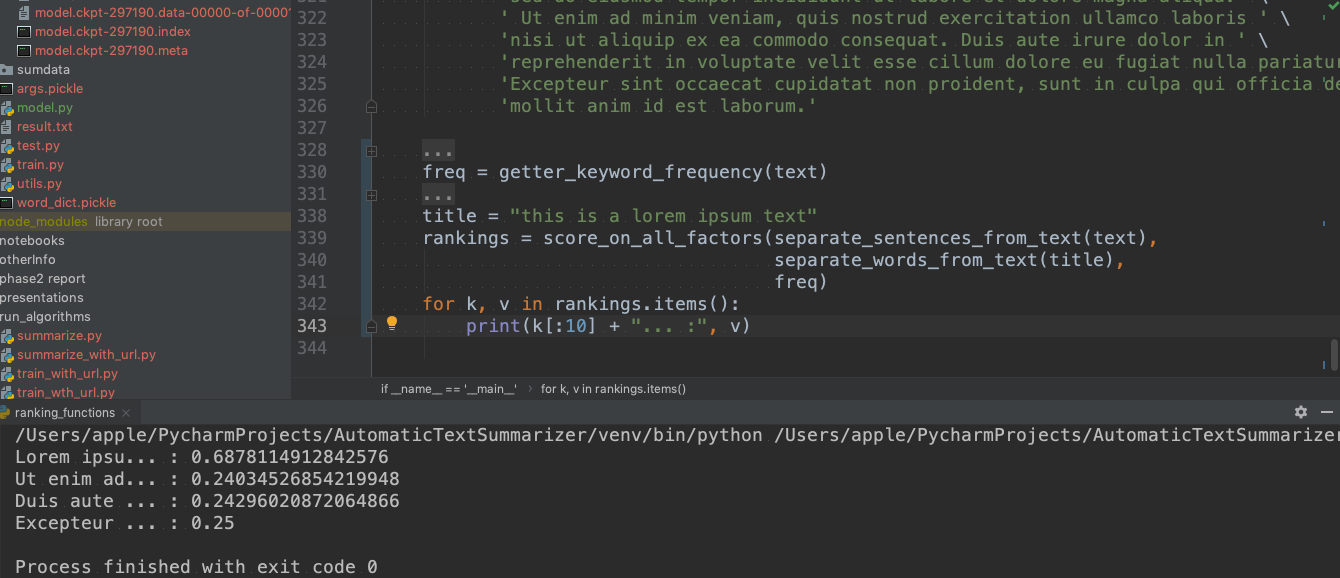 model.ckpt-297190.data-00000-of-0000
model.ckpt-297190.index
model.ckpt-297190.meta
sumdata
args.pickle
model.py
result.txt
test.py
train.py
utils.py
word_dict.pickle
node_modules library root
notebooks
otherInfo
phase2 report
presentations
run_algorithms
summarize.py
summarize_with_url.py
train_with_url.py
train_wth_url.py
322 ' Ut enim ad minim veniam, quis nostrud exercitation ullamco laboris ' \
323 'nisi ut aliquip ex ea commodo consequat. Duis aute irure dolor in ' \
324 'reprehenderit in voluptate velit esse cillum dolore eu fugiat nulla pariatur
325 'Excepteur sint occaecat cupidatat non proident, sunt in culpa qui officia de
326 'mollit anim id est laborum.'
327
328 ...
330 freq = getter_keyword_frequency(text)
331 ...
338 title = "this is a lorem ipsum text"
339 rankings = score_on_all_factors(separate_sentences_from_text(text),
340 separate_words_from_text(title),
341 freq)
342 for k, v in rankings.items():
343 print(k[:10] + "... :", v)
344
if __name__ == '__main__' › for k, v in rankings.items()
ranking_functions ×
/Users/apple/PycharmProjects/AutomaticTextSummarizer/venv/bin/python /Users/apple/PycharmProjects/AutomaticTextSummarizer
Lorem ipsu... : 0.6878114912842576
Ut enim ad... : 0.24034526854219948
Duis aute ... : 0.24296020872064866
Excepteur ... : 0.25
Process finished with exit code 0